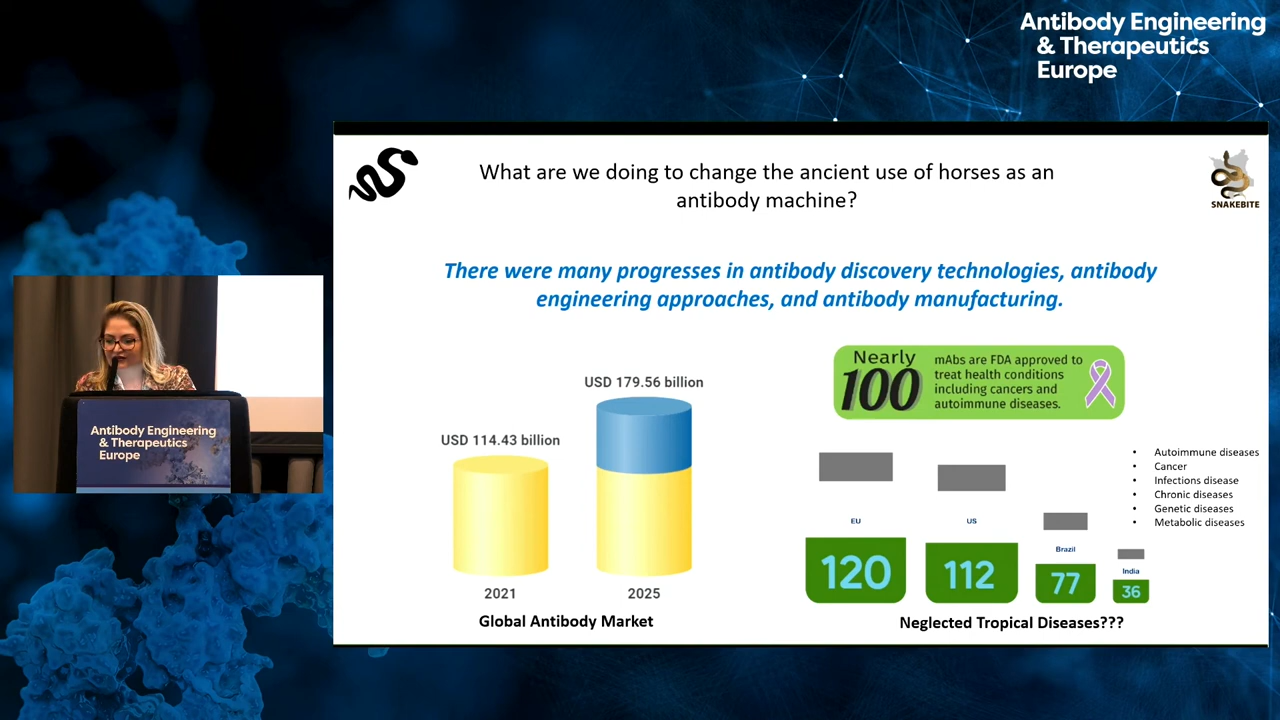 Antibody Engineering
& Therapeutics
Europe
What are we doing to change the ancient use of horses as an
antibody machine?
SNAKEBITE
There were many progresses in antibody discovery technologies, antibody
engineering approaches, and antibody manufacturing.
USD 114.43 billion
USD 179.56 billion
2021
2025
Global Antibody Market
Nearly
100
mAbs are FDA approved to
treat health conditions
including cancers and
autoimmune diseases.
EU
120
US
112
Brazil
77
India
36
• Autoimmune diseases
• Cancer
• Infections disease
• Chronic diseases
• Genetic diseases
• Metabolic diseases
Neglected Tropical Diseases???
Antibody Engineering
& Therapeutics
Europe